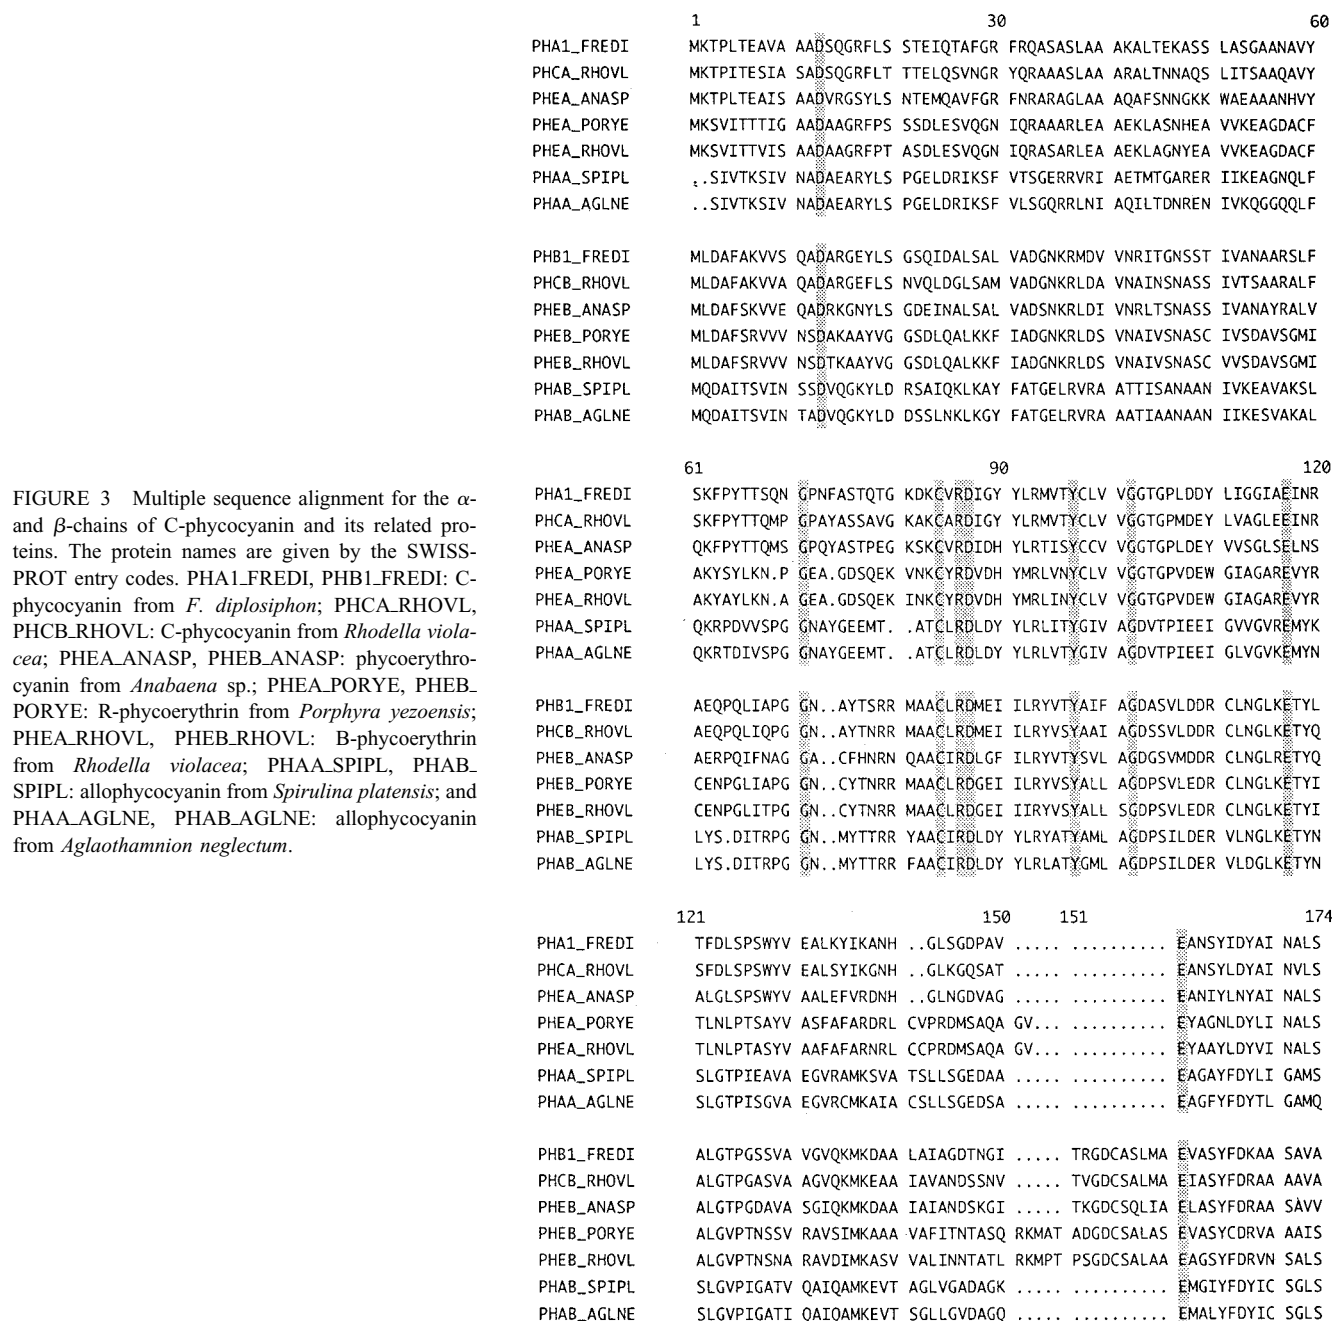 1 30 60
PHA1_FREDI MKTPLTEAVA AADSQGRFLS STEIQTAFGR FRQASASLAA AKALTEKASS LASGAANAVY
PHCA_RHOVL MKTPITESIA SADSQGRFLT TTELQSVNGR YQRAAASLAA ARALTNNAQS LITSAAQAVY
PHEA_ANASP MKTPLTEAIS AADVRGSYLS NTEMQAVFGR FNRARAGLAA AQAFSNNGKK WAEAAANHVY
PHEA_PORYE MKSVITTTIG AADAAGRFPS SSDLESVQGN IQRAAARLEA AEKLASNHEA VVKEAGDACF
PHEA_RHOVL MKSVITTVIS AADAAGRFPT ASDLESVQGN IQRASARLEA AEKLAGNYEA VVKEAGDACF
PHAA_SPIPL ..SIVTKSIV NADAEARYLS PGELDRIKSF VTSGERRVRI AETMTGARER IIKEAGNQLF
PHAA_AGLNE ..SIVTKSIV NADAEARYLS PGELDRIKSF VLSGQRRLNI AQILTDNREN IVKQGGQQLF
PHB1_FREDI MLDAFAKVVS QADARGEYLS GSQIDALSAL VADGNKRMDV VNRITGNSST IVANAARSLF
PHCB_RHOVL MLDAFAKVVA QADARGEFLS NVQLDGLSAM VADGNKRLDA VNAINSNASS IVTSAARALF
PHEB_ANASP MLDAFSKVVE QADRKGNYLS GDEINALSAL VADSNKRLDI VNRLTSNASS IVANAYRALV
PHEB_PORYE MLDAFSRVVV NSDAKAAYVG GSDLQALKKF IADGNKRLDS VNAIVSNASC IVSDAVSGMI
PHEB_RHOVL MLDAFSRVVV NSDTKAAYVG GSDLQALKKF IADGNKRLDS VNAIVSNASC VVSDAVSGMI
PHAB_SPIPL MQDAITSVIN SSDVQGKYLD RSAIQKLKAY FATGELRVRA ATTISANAAN IVKEAVAKSL
PHAB_AGLNE MQDAITSVIN TADVQGKYLD DSSLNKLKGY FATGELRVRA AATIAANAAN IIKESVAKAL
61 90 120
PHA1_FREDI SKFPYTTSQN GPNFASTQTG KDKCVRDIGY YLRMVTYCLV VGGTGPLDDY LIGGIAEINR
PHCA_RHOVL SKFPYTTQMP GPAYASSAVG KAKCARDIGY YLRMVTYCLV VGGTGPMDEY LVAGLEEINR
PHEA_ANASP QKFPYTTQMS GPQYASTPEG KSKCVRDIDH YLRTISYCCV VGGTGPLDEY VVSGLSELNS
PHEA_PORYE AKYSYLKN.P GEA.GDSQEK VNKCYRDVDH YMRLVNYCLV VGGTGPVDEW GIAGAREVYR
PHEA_RHOVL AKYAYLKN.A GEA.GDSQEK INKCYRDVDH YMRLINYCLV VGGTGPVDEW GIAGAREVYR
PHAA_SPIPL QKRPDVVSPG GNAYGEEMT. .ATCLRDLDY YLRLITYGIV AGDVTPIEEI GVVGVREMYK
PHAA_AGLNE QKRTDIVSPG GNAYGEEMT. .ATCLRDLDY YLRLVTYGIV AGDVTPIEEI GLVGVKEMYN
PHB1_FREDI AEQPQLIAPG GN..AYTSRR MAACLRDMEI ILRYVTYAIF AGDASVLDDR CLNGLKETYL
PHCB_RHOVL AEQPQLIQPG GN..AYTNRR MAACLRDMEI ILRYVSYAAI AGDSSVLDDR CLNGLKETYQ
PHEB_ANASP AERPQIFNAG GA..CFHNRN QAACIRDLGF ILRYVTYSVL AGDGSVMDDR CLNGLRETYQ
PHEB_PORYE CENPGLIAPG GN..CYTNRR MAACLRDGEI ILRYVSYALL AGDPSVLEDR CLNGLKETYI
PHEB_RHOVL CENPGLITPG GN..CYTNRR MAACLRDGEI IIRYVSYALL SGDPSVLEDR CLNGLKETYI
PHAB_SPIPL LYS.DITRPG GN..MYTTRR YAACIRDLDY YLRYATYAML AGDPSILDER VLNGLKETYN
PHAB_AGLNE LYS.DITRPG GN..MYTTRR FAACIRDLDY YLRLATYGML AGDPSILDER VLDGLKETYN
FIGURE 3 Multiple sequence alignment for the α-
and β-chains of C-phycocyanin and its related pro-
teins. The protein names are given by the SWISS-
PROT entry codes. PHA1_FREDI, PHB1_FREDI: C-
phycocyanin from F. diplosiphon; PHCA_RHOVL,
PHCB_RHOVL: C-phycocyanin from Rhodella viola-
cea; PHEA_ANASP, PHEB_ANASP: phycoerythro-
cyanin from Anabaena sp.; PHEA_PORYE, PHEB_
PORYE: R-phycoerythrin from Porphyra yezoensis;
PHEA_RHOVL, PHEB_RHOVL: B-phycoerythrin
from Rhodella violacea; PHAA_SPIPL, PHAB_
SPIPL: allophycocyanin from Spirulina platensis; and
PHAA_AGLNE, PHAB_AGLNE: allophycocyanin
from Aglaothamnion neglectum.
121 150 151 174
PHA1_FREDI TFDLSPSWYV EALKYIKANH ..GLSGDPAV ..... .......... EANSYIDYAI NALS
PHCA_RHOVL SFDLSPSWYV EALSYIKGNH ..GLKGQSAT ..... .......... EANSYLDYAI NVLS
PHEA_ANASP ALGLSPSWYV AALEFVRDNH ..GLNGDVAG ..... .......... EANIYLNYAI NALS
PHEA_PORYE TLNLPTSAYV ASFAFARDRL CVPRDMSAQA GV... .......... EYAGNLDYLI NALS
PHEA_RHOVL TLNLPTASYV AAFAFARNRL CCPRDMSAQA GV... .......... EYAAYLDYVI NALS
PHAA_SPIPL SLGTPIEAVA EGVRAMKSVA TSLLSGEDAA ..... .......... EAGAYFDYLI GAMS
PHAA_AGLNE SLGTPISGVA EGVRCMKAIA CSLLSGEDSA ..... .......... EAGFYFDYTL GAMQ
PHB1_FREDI ALGTPGSSVA VGVQKMKDAA LAIAGDTNGI ..... TRGDCASLMA EVASYFDKAA SAVA
PHCB_RHOVL ALGTPGASVA AGVQKMKEAA IAVANDSSNV ..... TVGDCSALMA EIASYFDRAA AAVA
PHEB_ANASP ALGTPGDAVA SGIQKMKDAA IAIANDSKGI ..... TKGDCSQLIA ELASYFDRAA SAVV
PHEB_PORYE ALGVPTNSSV RAVSIMKAAA VAFITNTASQ RKMAT ADGDCSALAS EVASYCDRVA AAIS
PHEB_RHOVL ALGVPTNSNA RAVDIMKASV VALINNTATL RKMPT PSGDCSALAA EAGSYFDRVN SALS
PHAB_SPIPL SLGVPIGATV QAIQAMKEVT AGLVGADAGK ..... .......... EMGIYFDYIC SGLS
PHAB_AGLNE SLGVPIGATI QAIQAMKEVT SGLLGVDAGQ ..... .......... EMALYFDYIC SGLS